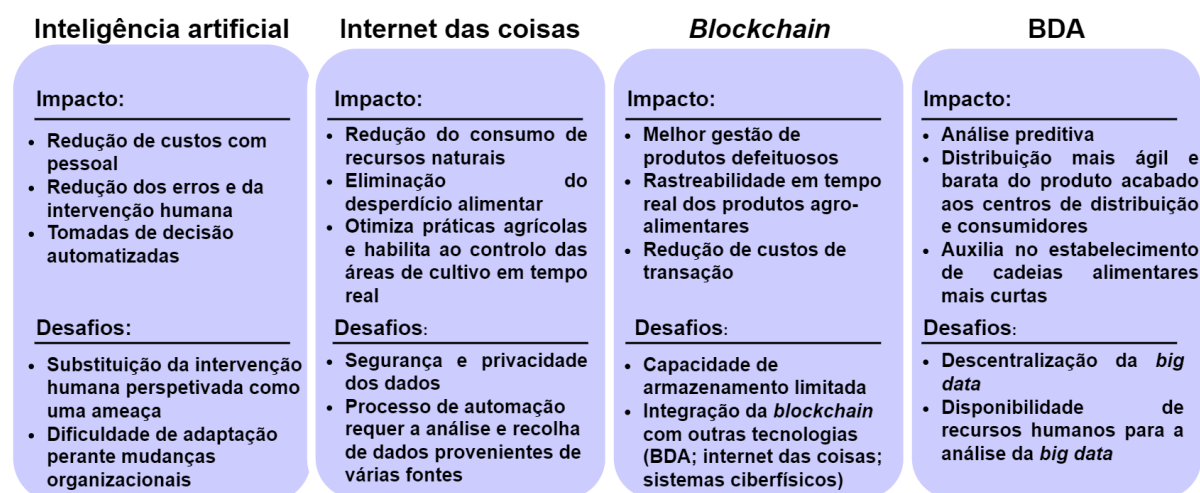 Inteligência artificial
Impacto:
• Redução de custos com
pessoal
• Redução dos erros e da
intervenção humana
• Tomadas de decisão
automatizadas
Desafios:
• Substituição da intervenção
humana perspetivada como
uma ameaça
• Dificuldade de adaptação
perante mudanças
organizacionais
Internet das coisas
Impacto:
• Redução do consumo de
recursos naturais
• Eliminação do
desperdício alimentar
• Otimiza práticas agrícolas
e habilita ao controlo das
áreas de cultivo em tempo
real
Desafios:
• Segurança e privacidade
dos dados
• Processo de automação
requer a análise e recolha
de dados provenientes de
várias fontes
Blockchain
Impacto:
• Melhor gestão de
produtos defeituosos
• Rastreabilidade em tempo
real dos produtos agro-
alimentares
• Redução de custos de
transação
Desafios:
• Capacidade de
armazenamento limitada
• Integração da blockchain
com outras tecnologias
(BDA; internet das coisas;
sistemas ciberfísicos)
BDA
Impacto:
• Análise preditiva
• Distribuição mais ágil e
barata do produto acabado
aos centros de distribuição
e consumidores
• Auxilia no estabelecimento
de cadeias alimentares
mais curtas
Desafios:
• Descentralização da big
data
• Disponibilidade de
recursos humanos para a
análise da big data